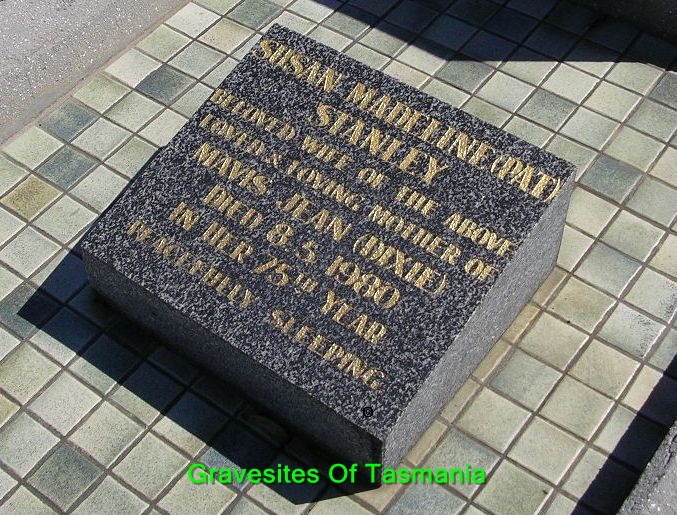 SUSAN MADELINE (PAT)
STANLEY
BELOVED WIFE OF THE ABOVE
LOVED & LOVING MOTHER OF
MAVIS JEAN (DIXIE)
DIED 8.5.1980
IN HER 75TH YEAR
PEACEFULLY SLEEPING
Gravesites Of Tasmania